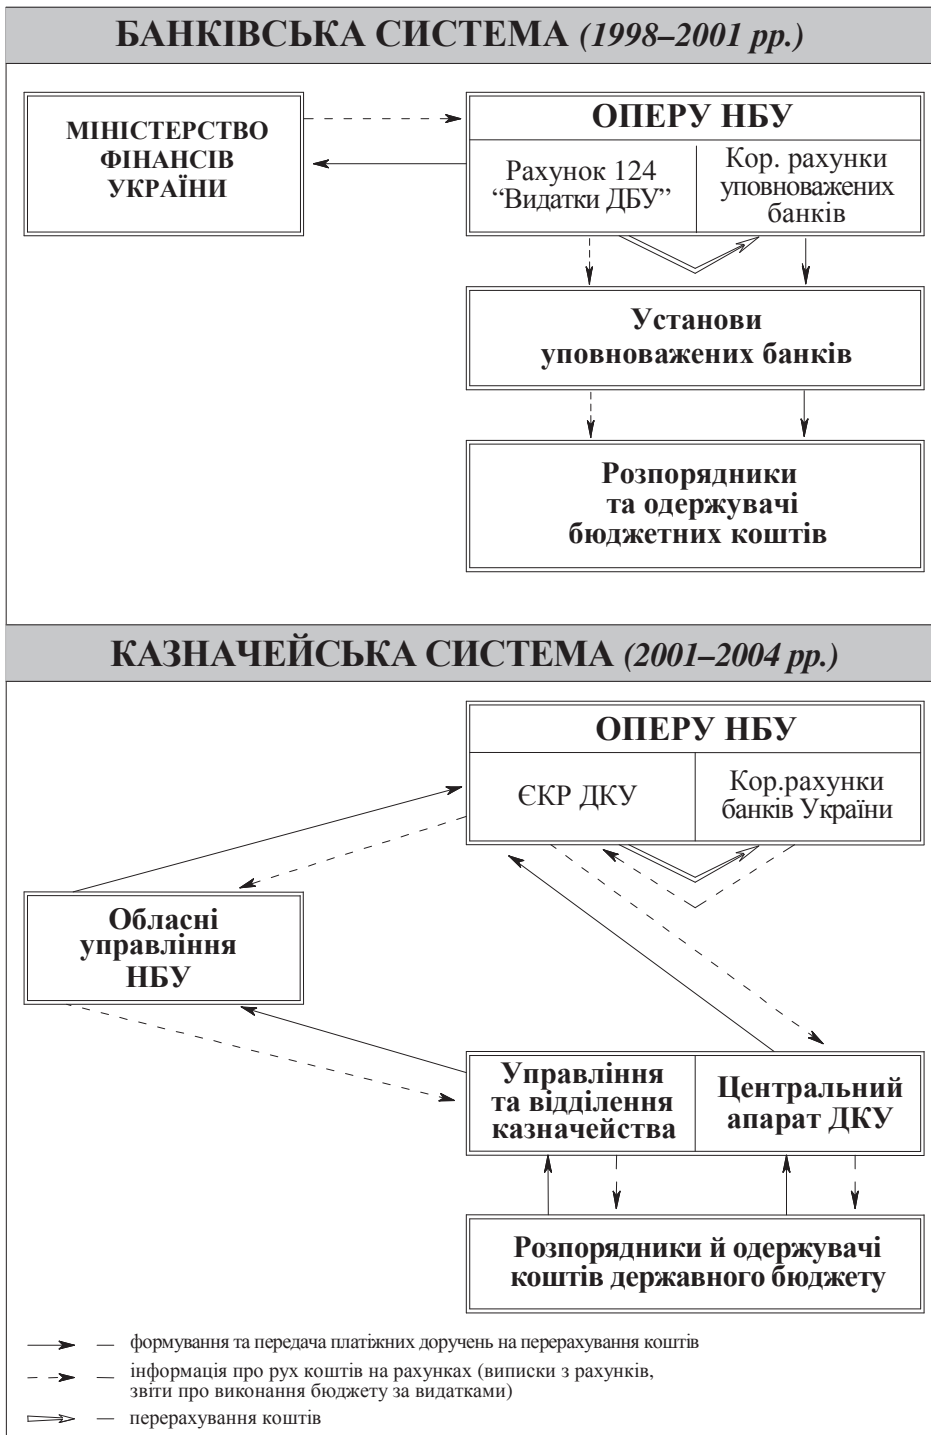 БАНКІВСЬКА СИСТЕМА (1998–2001 рр.)
МІНІСТЕРСТВО
ФІНАНСІВ
УКРАЇНИ
ОПЕРУ НБУ
Рахунок 124
“Видатки ДБУ”
Кор. рахунки
уповноважених
банків
Установи
уповноважених банків
Розпорядники
та одержувачі
бюджетних коштів
КАЗНАЧЕЙСЬКА СИСТЕМА (2001–2004 рр.)
ОПЕРУ НБУ
ЄКР ДКУ
Кор.рахунки
банків України
Обласні
управління
НБУ
Управління
та відділення
казначейства
Центральний
апарат ДКУ
Розпорядники й одержувачі
коштів державного бюджету
— формування та передача платіжних доручень на перерахування коштів
— інформація про рух коштів на рахунках (виписки з рахунків,
звіти про виконання бюджету за видатками)
— перерахування коштів